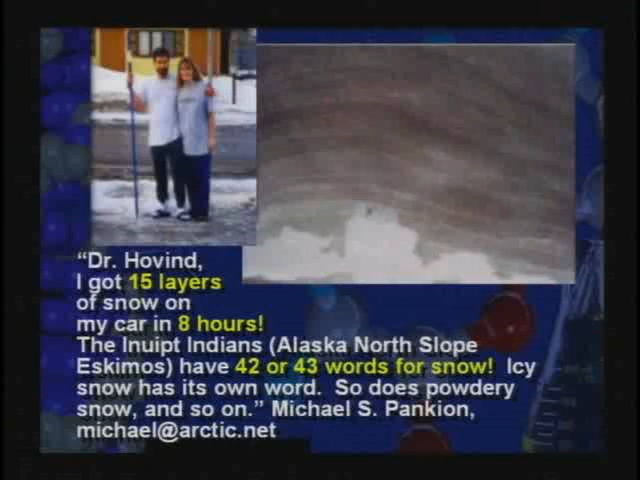 “Dr. Hovind,
I got 15 layers
of snow on
my car in 8 hours!
The Inuipt Indians (Alaska North Slope
Eskimos) have 42 or 43 words for snow!  Icy
snow has its own word.  So does powdery
snow, and so on.” Michael S. Pankion,
michael@arctic.net